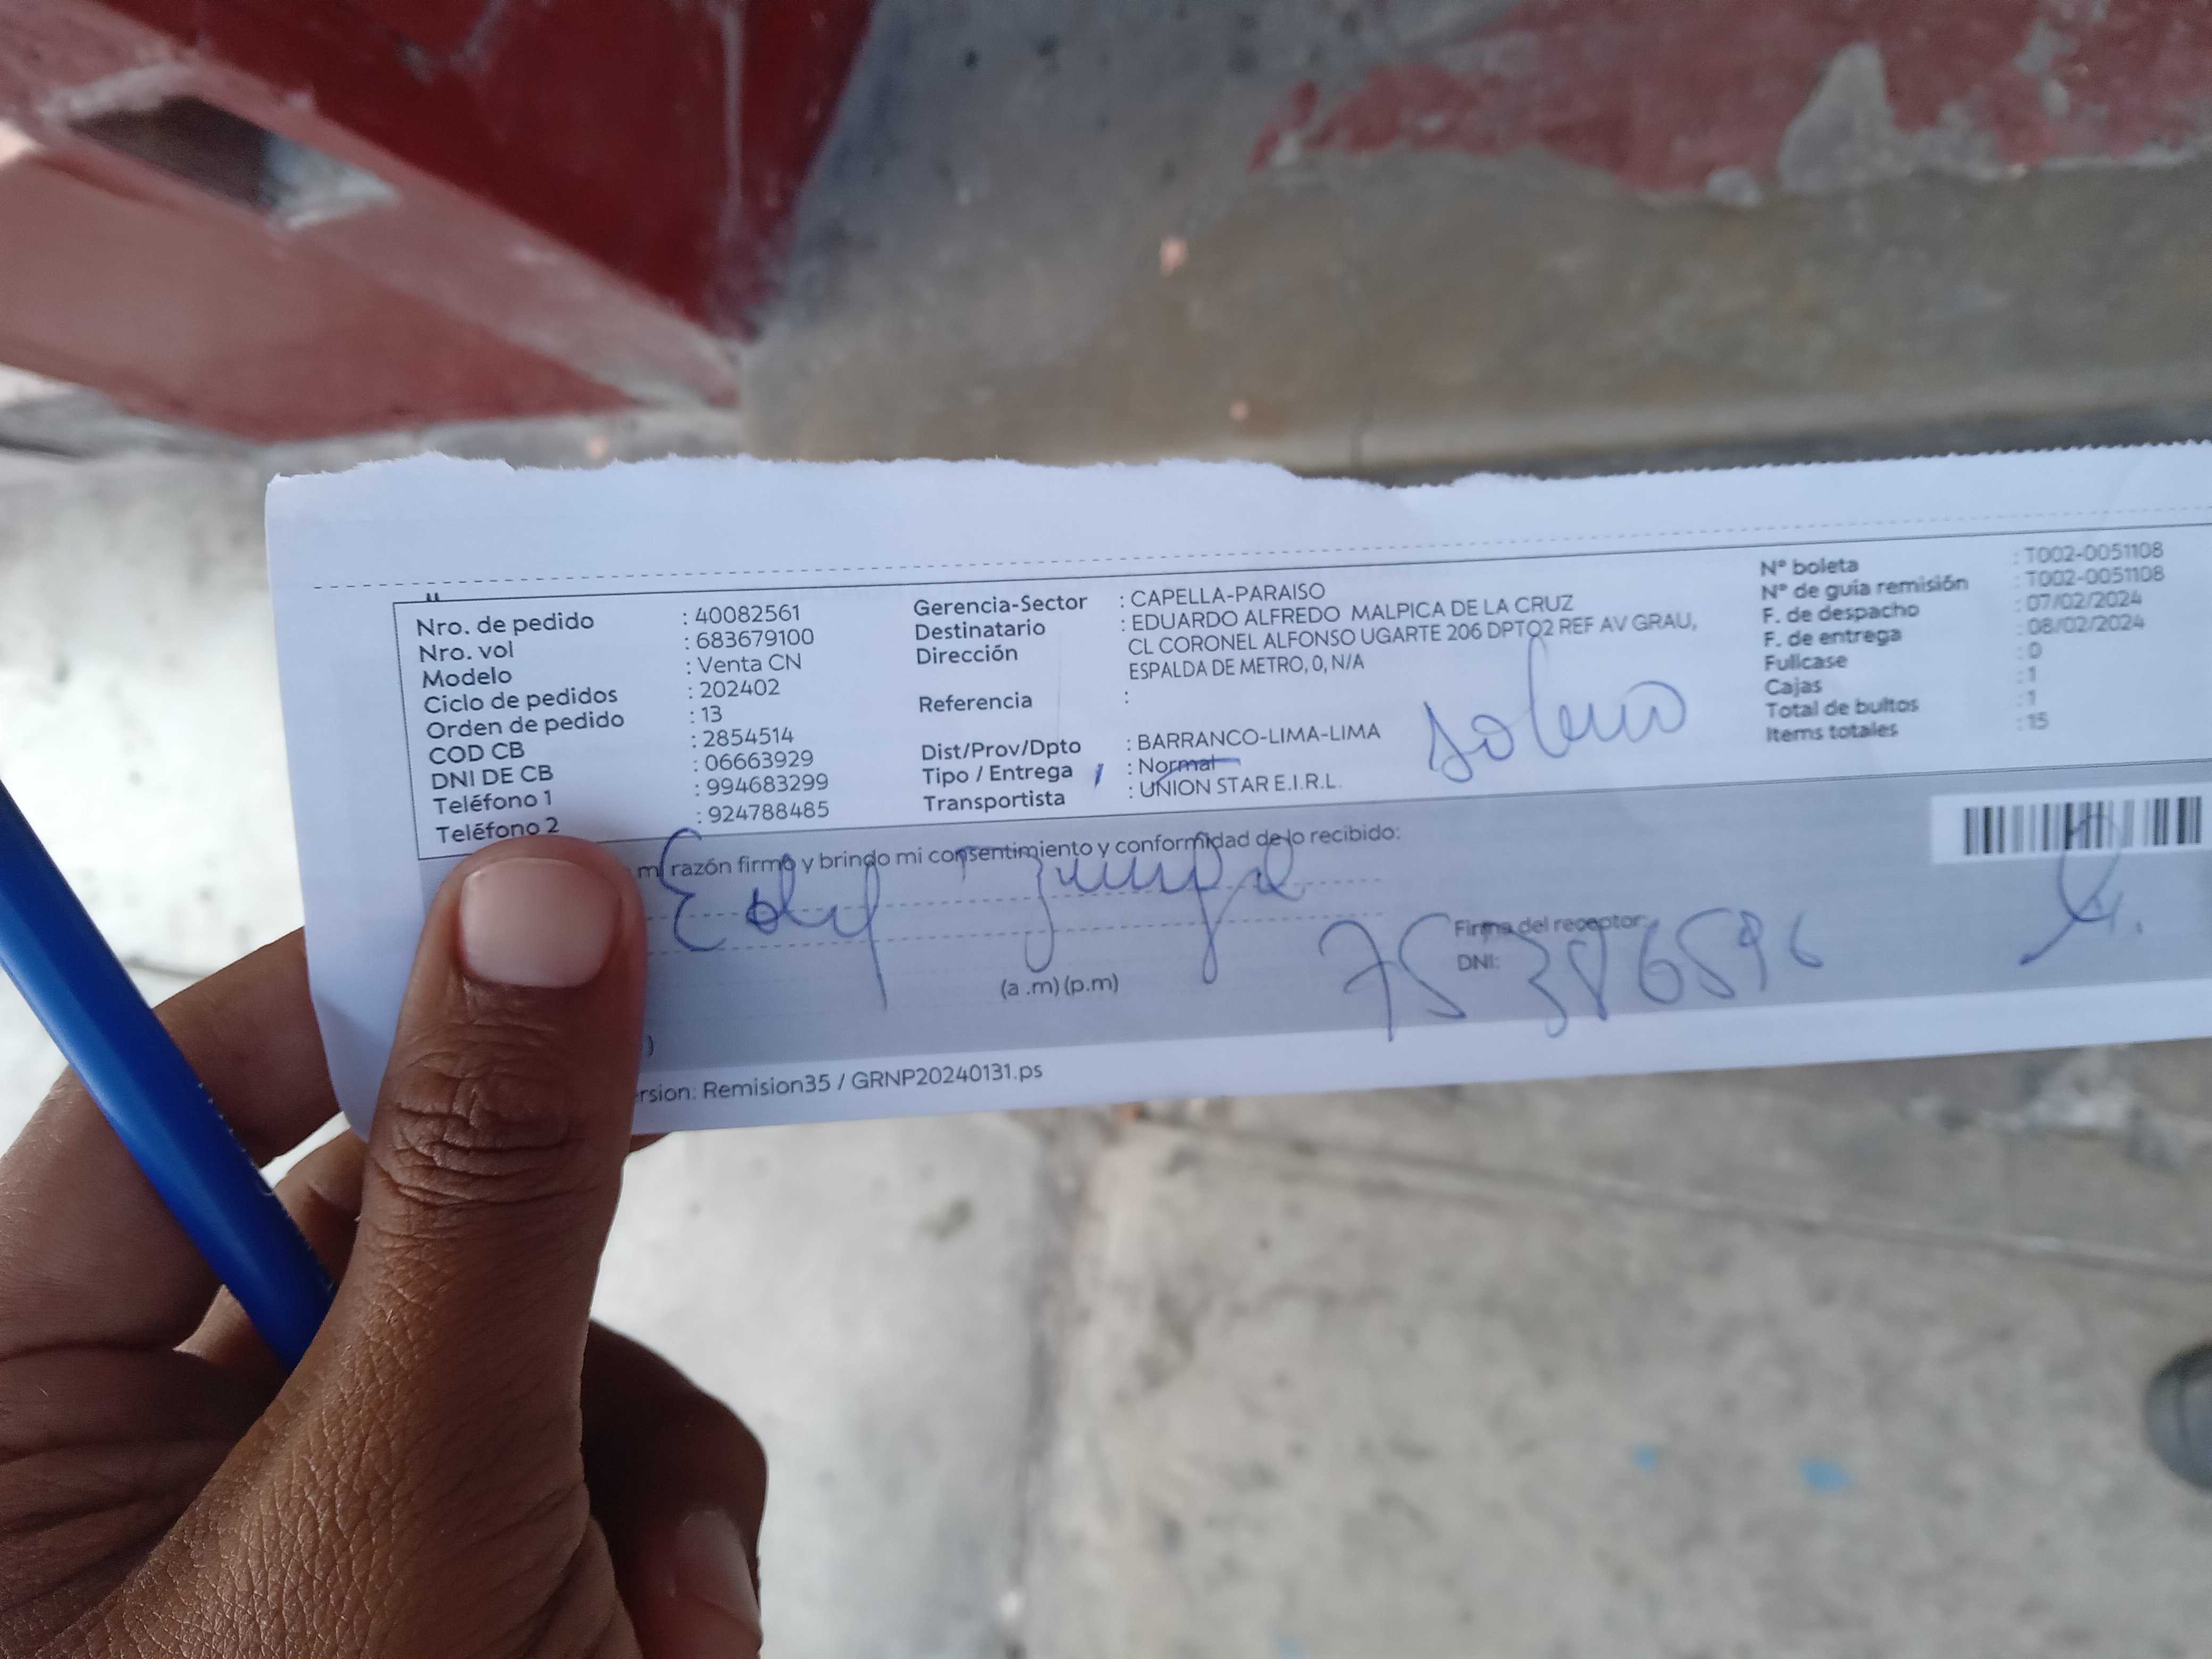 Nro. de pedido : 40082561
Nro. vol : 683679100
Modelo : Venta CN
Ciclo de pedidos : 202402
Orden de pedido : 13
COD CB : 2854514
DNI DE CB : 06663929
Teléfono 1 : 994683299
Teléfono 2 : 924788485
Gerencia-Sector : CAPELLA-PARAISO
Destinatario : EDUARDO ALFREDO MALPICA DE LA CRUZ
Dirección CL CORONEL ALFONSO UGARTE 206 DPTO2 REF AV GRAU,
ESPALDA DE METRO, 0, N/A
Referencia :
Dist/Prov/Dpto : BARRANCO-LIMA-LIMA
Tipo / Entrega : Normal
Transportista : UNION STAR E.I.R.L.
N° boleta : T002-0051108
N° de guía remisión : T002-0051108
F. de despacho : 07/02/2024
F. de entrega : 08/02/2024
Fullcase : 0
Cajas : 1
Total de bultos : 1
Items totales : 15
mi razón firmo y brindo mi consentimiento y conformidad de lo recibido:
Firma del receptor:
DNI: 75386596
(a .m) (p.m)
)
rsion: Remision35 / GRNP20240131.ps